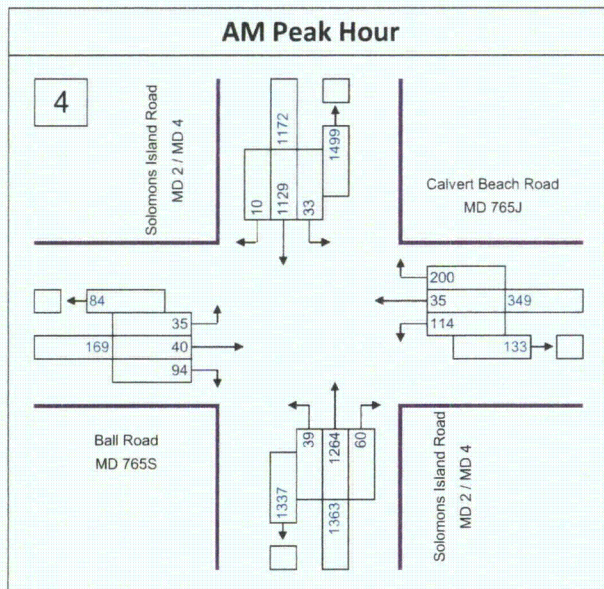 AM Peak Hour
4
Solomons Island Road
MD 2 / MD 4
1172
1499
10
1129
33
Calvert Beach Road
MD 765J
84
35
169
40
94
200
35
349
114
133
Ball Road
MD 765S
39
1264
60
1337
1363
Solomons Island Road
MD 2 / MD 4